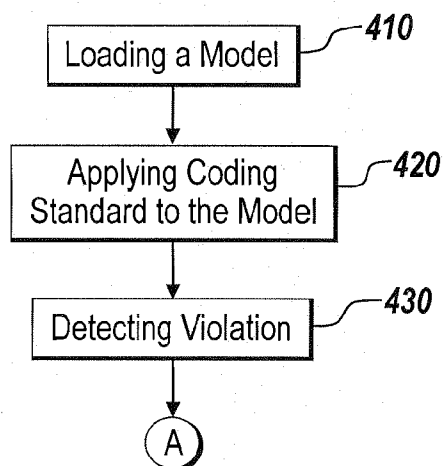 410
Loading a Model
420
Applying Coding
Standard to the Model
430
Detecting Violation
A